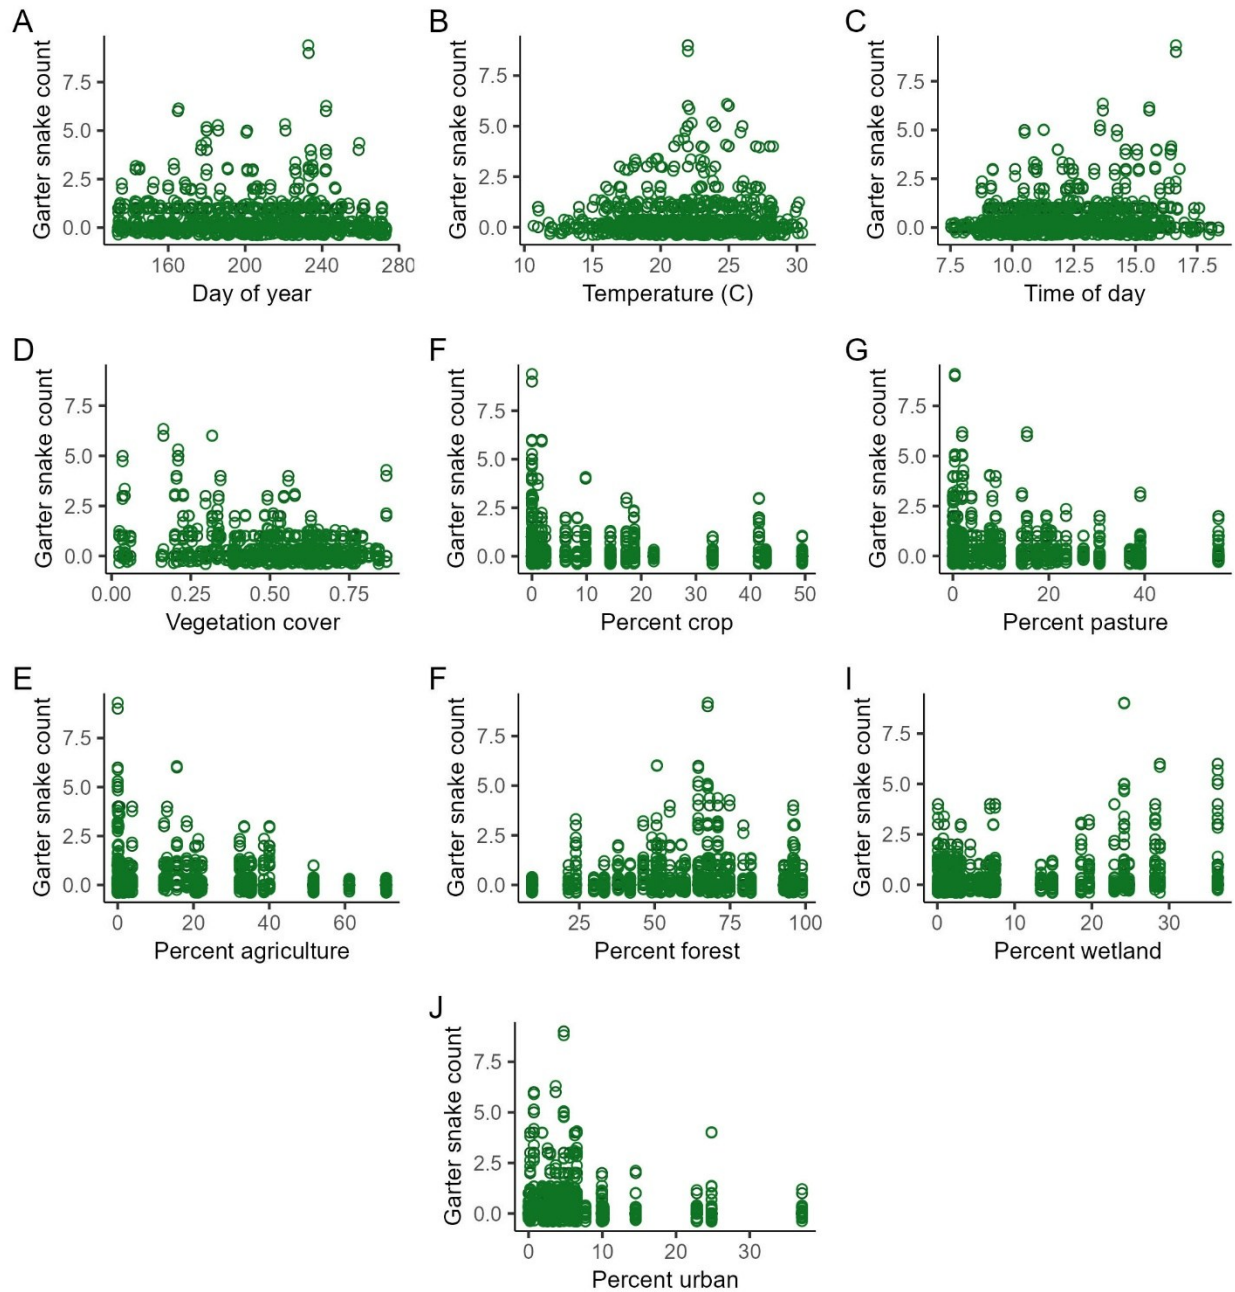 A
B
C
Garter snake count
7.5
5.0
2.5
0.0
160 200 240 280
Day of year
Garter snake count
7.5
5.0
2.5
0.0
10 15 20 25 30
Temperature (C)
Garter snake count
7.5
5.0
2.5
0.0
7.5 10.0 12.5 15.0 17.5
Time of day
D
F
G
Garter snake count
7.5
5.0
2.5
0.0
0.00 0.25 0.50 0.75
Vegetation cover
Garter snake count
7.5
5.0
2.5
0.0
0 10 20 30 40 50
Percent crop
Garter snake count
7.5
5.0
2.5
0.0
0 20 40
Percent pasture
E
F
I
Garter snake count
7.5
5.0
2.5
0.0
0 20 40 60
Percent agriculture
Garter snake count
7.5
5.0
2.5
0.0
25 50 75 100
Percent forest
Garter snake count
7.5
5.0
2.5
0.0
0 10 20 30
Percent wetland
J
Garter snake count
7.5
5.0
2.5
0.0
0 10 20 30
Percent urban